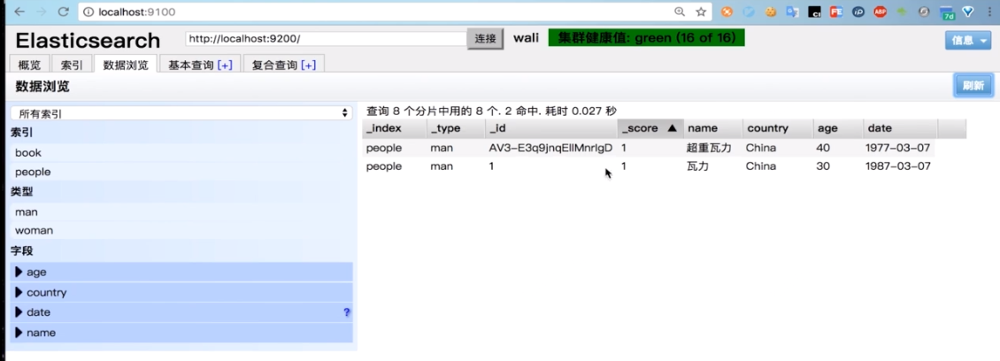 localhost:9100
7d
Elasticsearch
http://localhost:9200/
连接
wali
集群健康值: green (16 of 16)
信息
概览
索引
数据浏览
基本查询 [+]
复合查询 [+]
数据浏览
刷新
所有索引
查询 8 个分片中用的 8 个. 2 命中. 耗时 0.027 秒
索引
book
people
类型
man
woman
字段
age
country
date ?
name
_index _type _id _score ▲ name country age date
people man AV3-E3q9jnqEllMnrlgD 1 超重瓦力 China 40 1977-03-07
people man 1 1 瓦力 China 30 1987-03-07